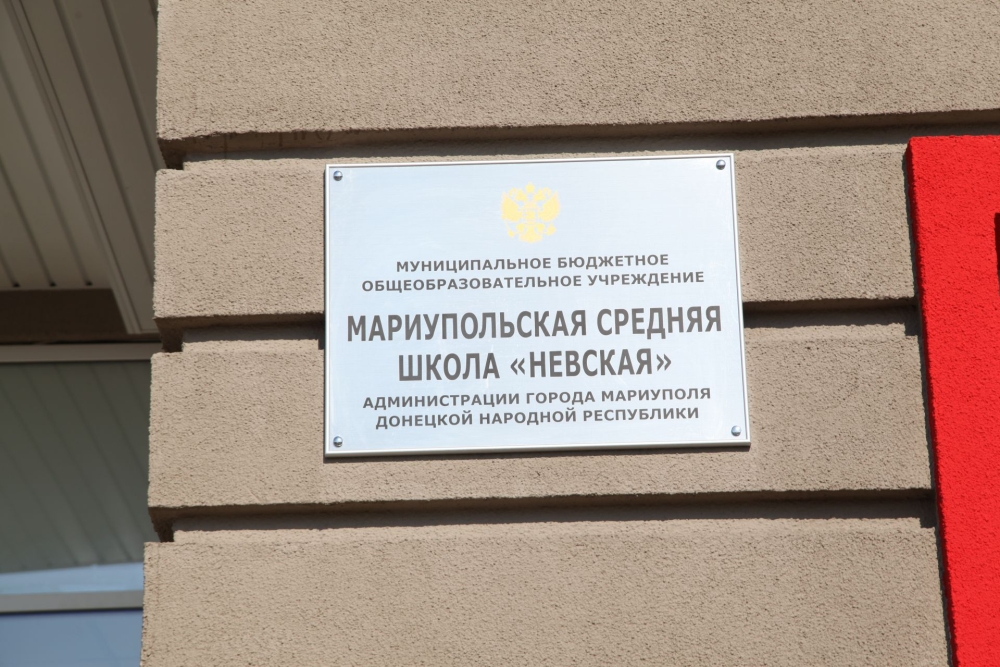 МУНИЦИПАЛЬНОЕ БЮДЖЕТНОЕ
ОБЩЕОБРАЗОВАТЕЛЬНОЕ УЧРЕЖДЕНИЕ
МАРИУПОЛЬСКАЯ СРЕДНЯЯ
ШКОЛА «НЕВСКАЯ»
АДМИНИСТРАЦИИ ГОРОДА МАРИУПОЛЯ
ДОНЕЦКОЙ НАРОДНОЙ РЕСПУБЛИКИ